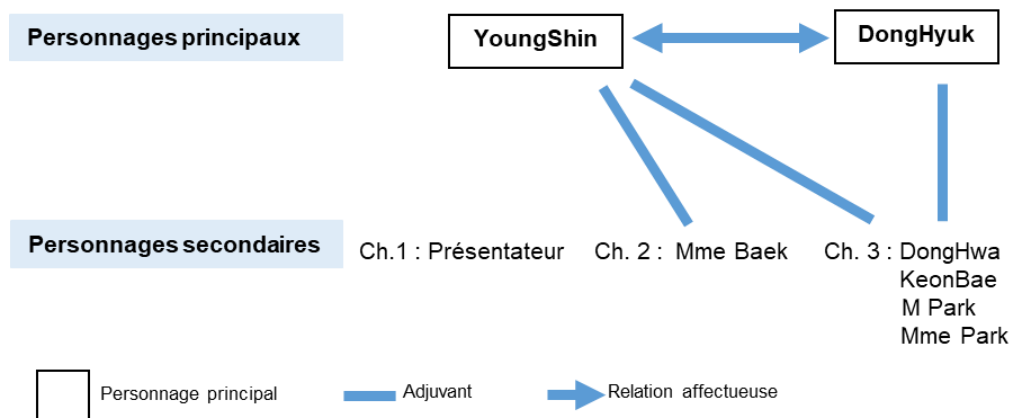 Personnages principaux
YoungShin
DongHyuk
Personnages secondaires
Ch.1 : Présentateur
Ch. 2 : Mme Baek
Ch. 3 : DongHwa
KeonBae
M Park
Mme Park
Personnage principal
Adjuvant
Relation affectueuse